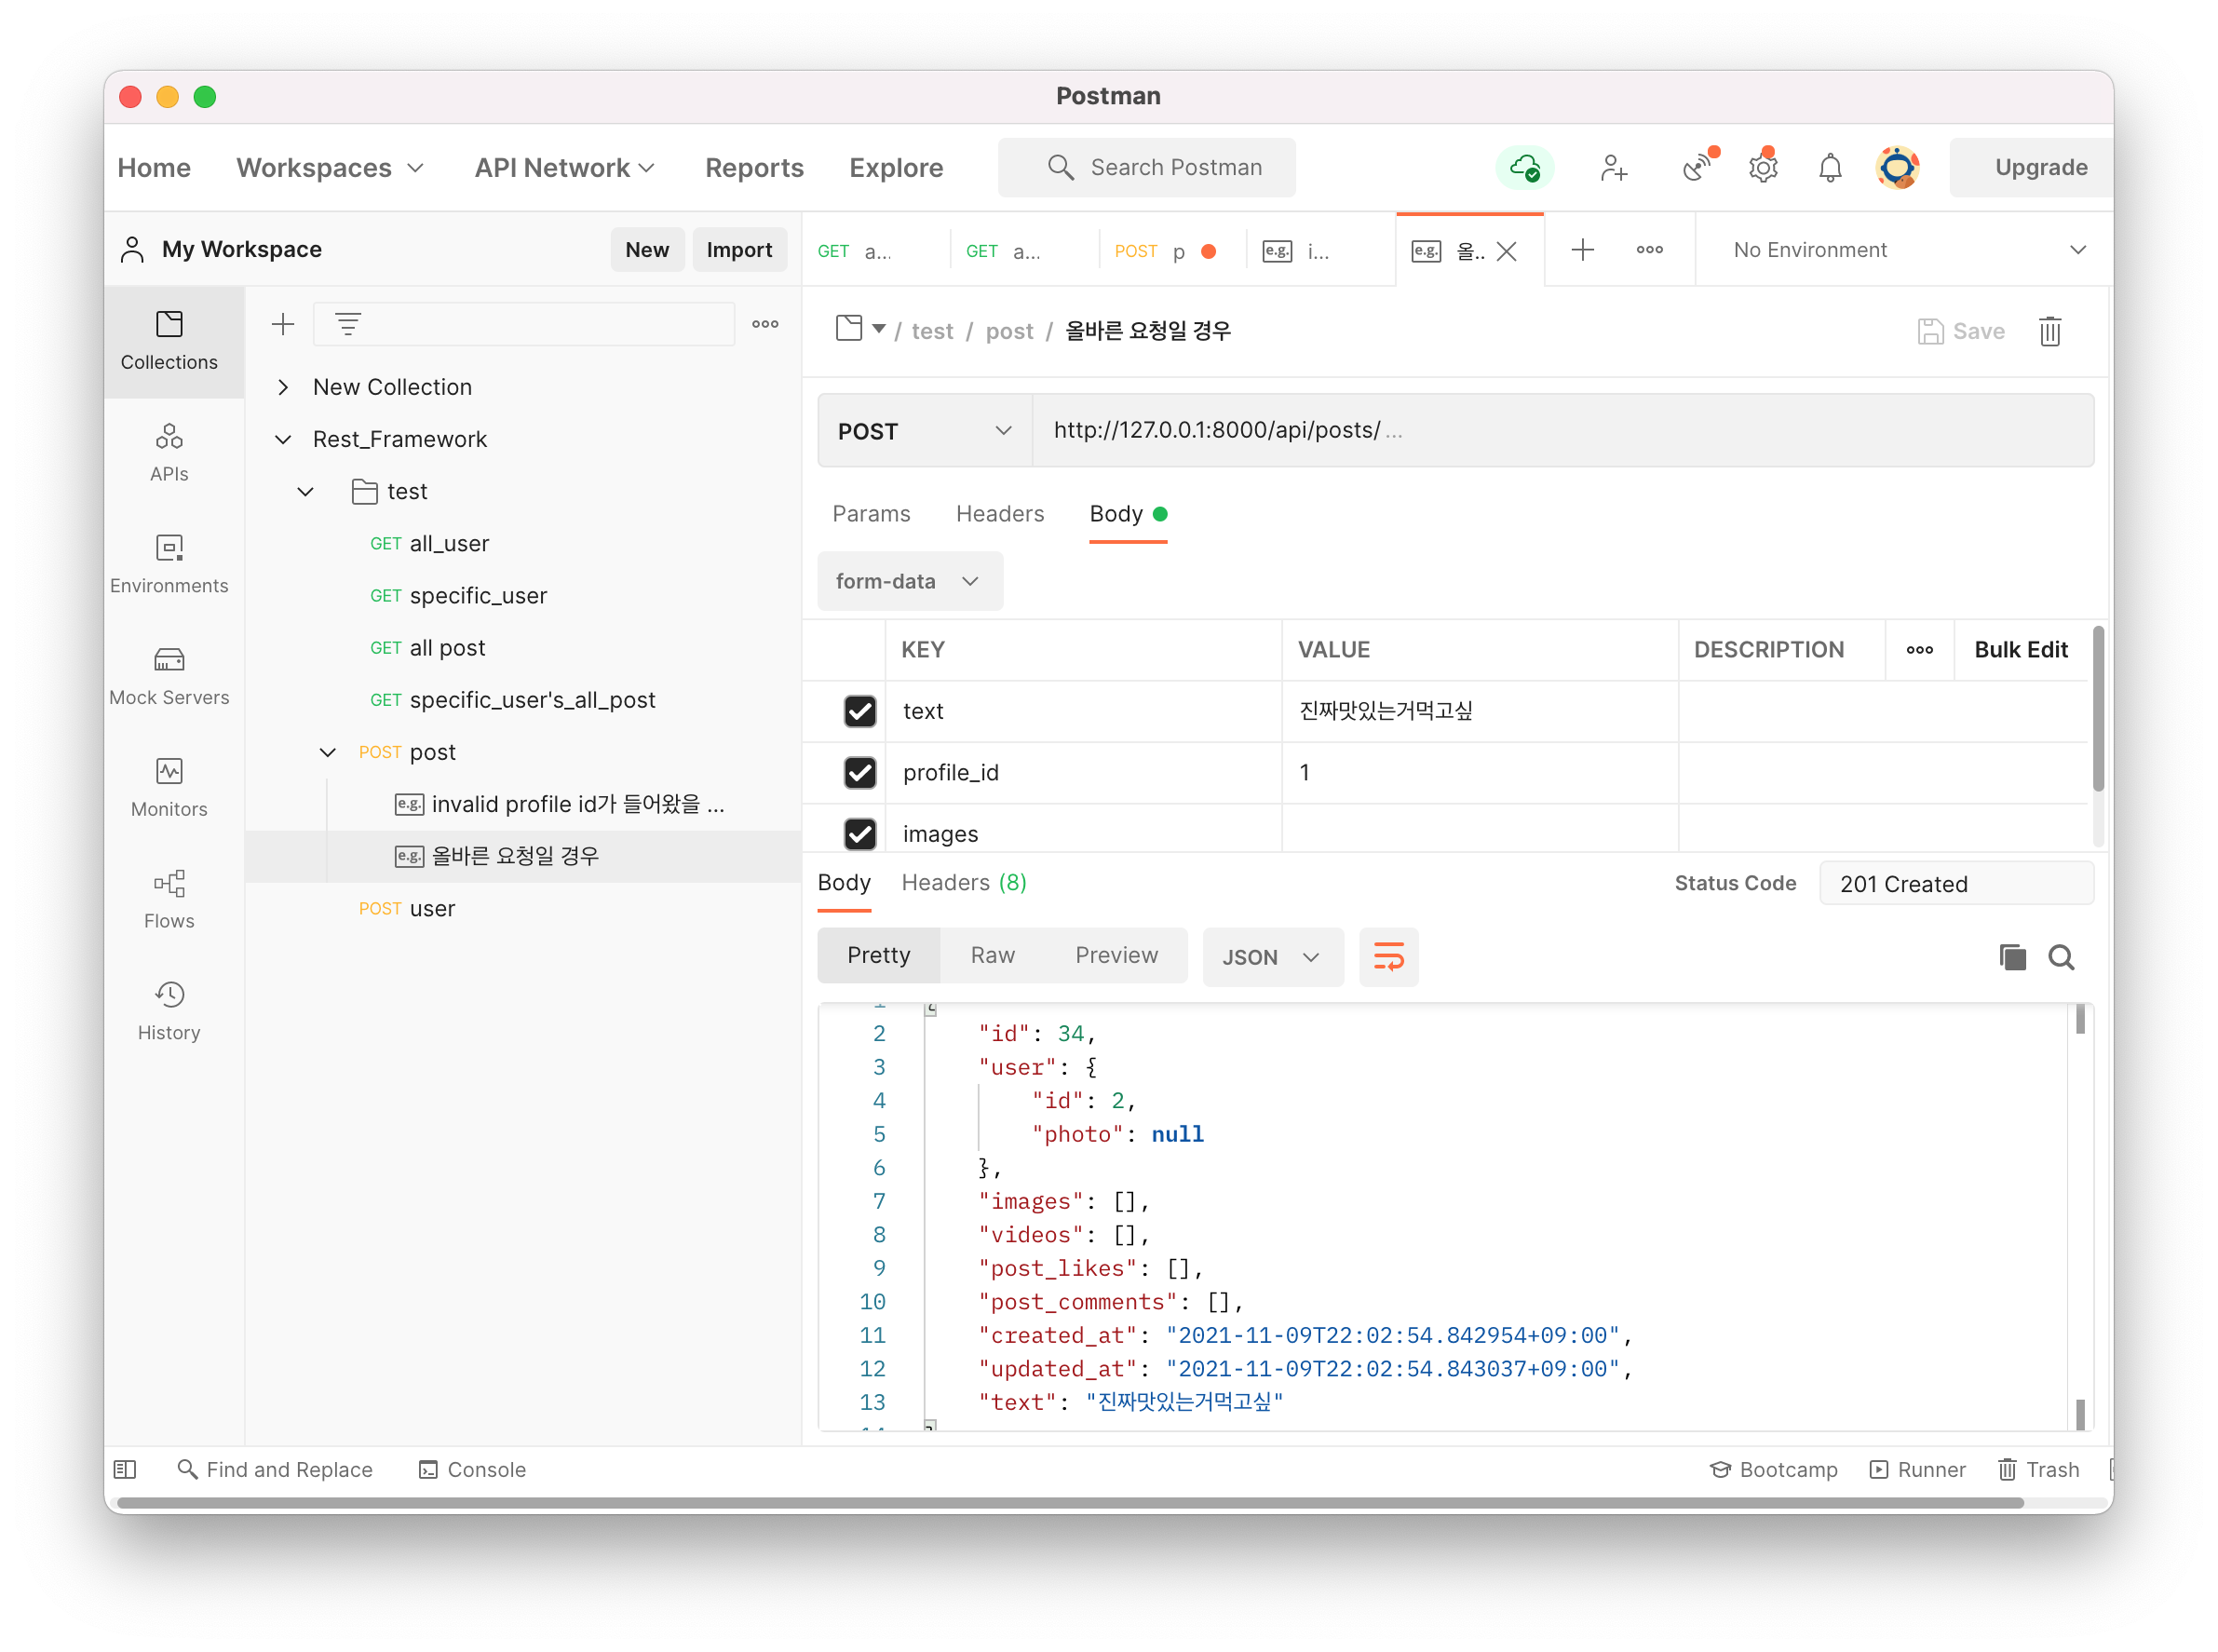 Postman
Home Workspaces API Network Reports Explore Search Postman Upgrade
My Workspace New Import
GET a... GET a... POST p e.g. i... e.g. 올.. No Environment
Collections
APIs
Environments
Mock Servers
Monitors
Flows
History
New Collection
Rest_Framework
test
GET all_user
GET specific_user
GET all post
GET specific_user's_all_post
POST post
e.g. invalid profile id가 들어왔을 ...
e.g. 올바른 요청일 경우
POST user
/ test / post / 올바른 요청일 경우 Save
POST http://127.0.0.1:8000/api/posts/ ...
Params Headers Body
form-data
KEY VALUE DESCRIPTION Bulk Edit
text 진짜맛있는거먹고싶
profile_id 1
images
Body Headers (8) Status Code 201 Created
Pretty Raw Preview JSON
2 "id": 34,
3 "user": {
4 "id": 2,
5 "photo": null
6 },
7 "images": [],
8 "videos": [],
9 "post_likes": [],
10 "post_comments": [],
11 "created_at": "2021-11-09T22:02:54.842954+09:00",
12 "updated_at": "2021-11-09T22:02:54.843037+09:00",
13 "text": "진짜맛있는거먹고싶"
Find and Replace Console Bootcamp Runner Trash